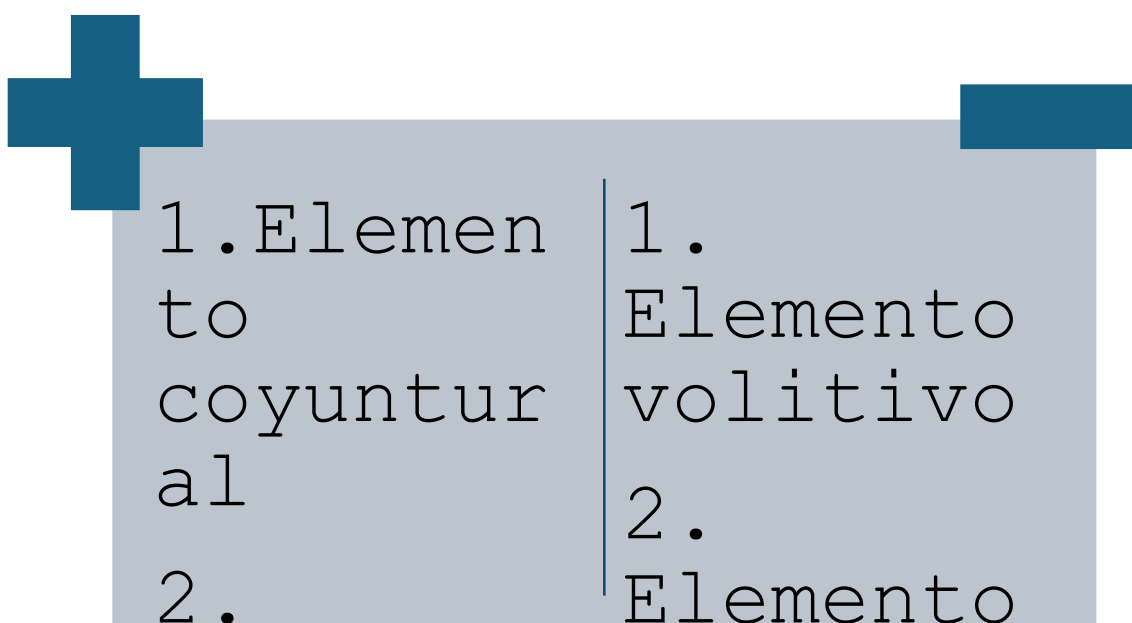 1.Elemen
to
coyuntur
al
2.
1.
Elemento
volitivo
2.
Elemento